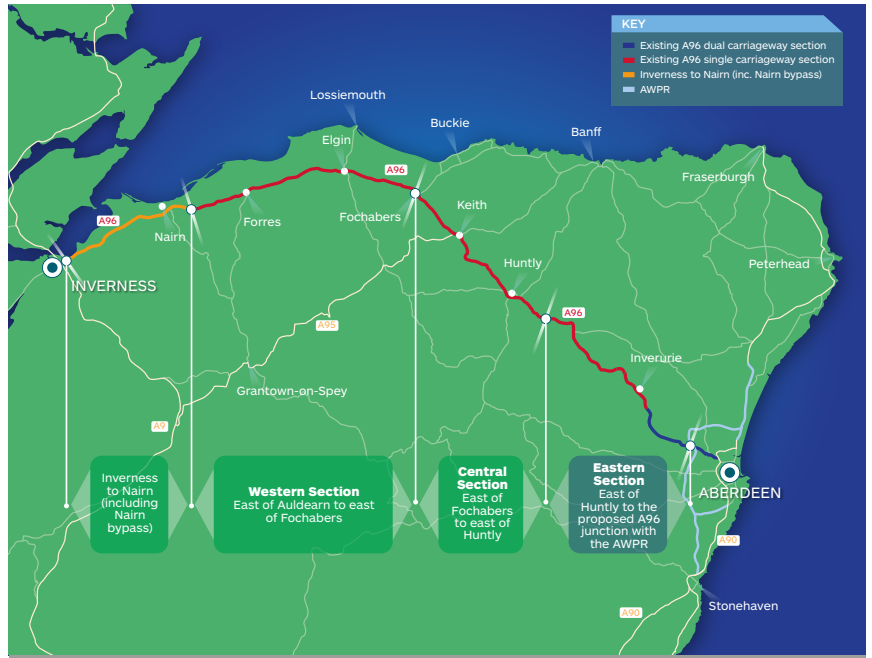 KEY
Existing A96 dual carriageway section
Existing A96 single carriageway section
Inverness to Nairn (inc. Nairn bypass)
AWPR
Lossiemouth
Buckie
Banff
Elgin
Fraserburgh
A96
Keith
Fochabers
Forres
A96
Nairn
Huntly
Peterhead
INVERNESS
A96
A95
Inverurie
Grantown-on-Spey
A9
Inverness
to Nairn
(including
Nairn
bypass)
Western Section
East of Auldearn to east
of Fochabers
Central
Section
East of
Fochabers
to east of
Huntly
Eastern
Section
East of
Huntly to the
proposed A96
junction with
the AWPR
ABERDEEN
A90
Stonehaven
A90